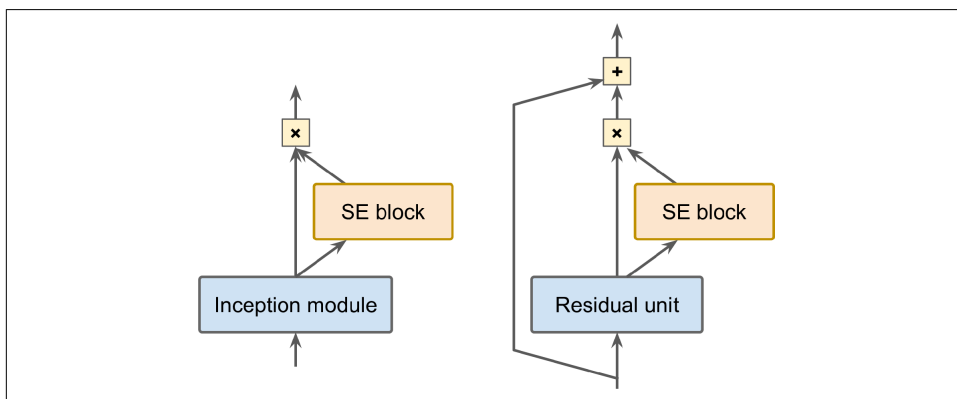 +
×
×
SE block
SE block
Inception module
Residual unit